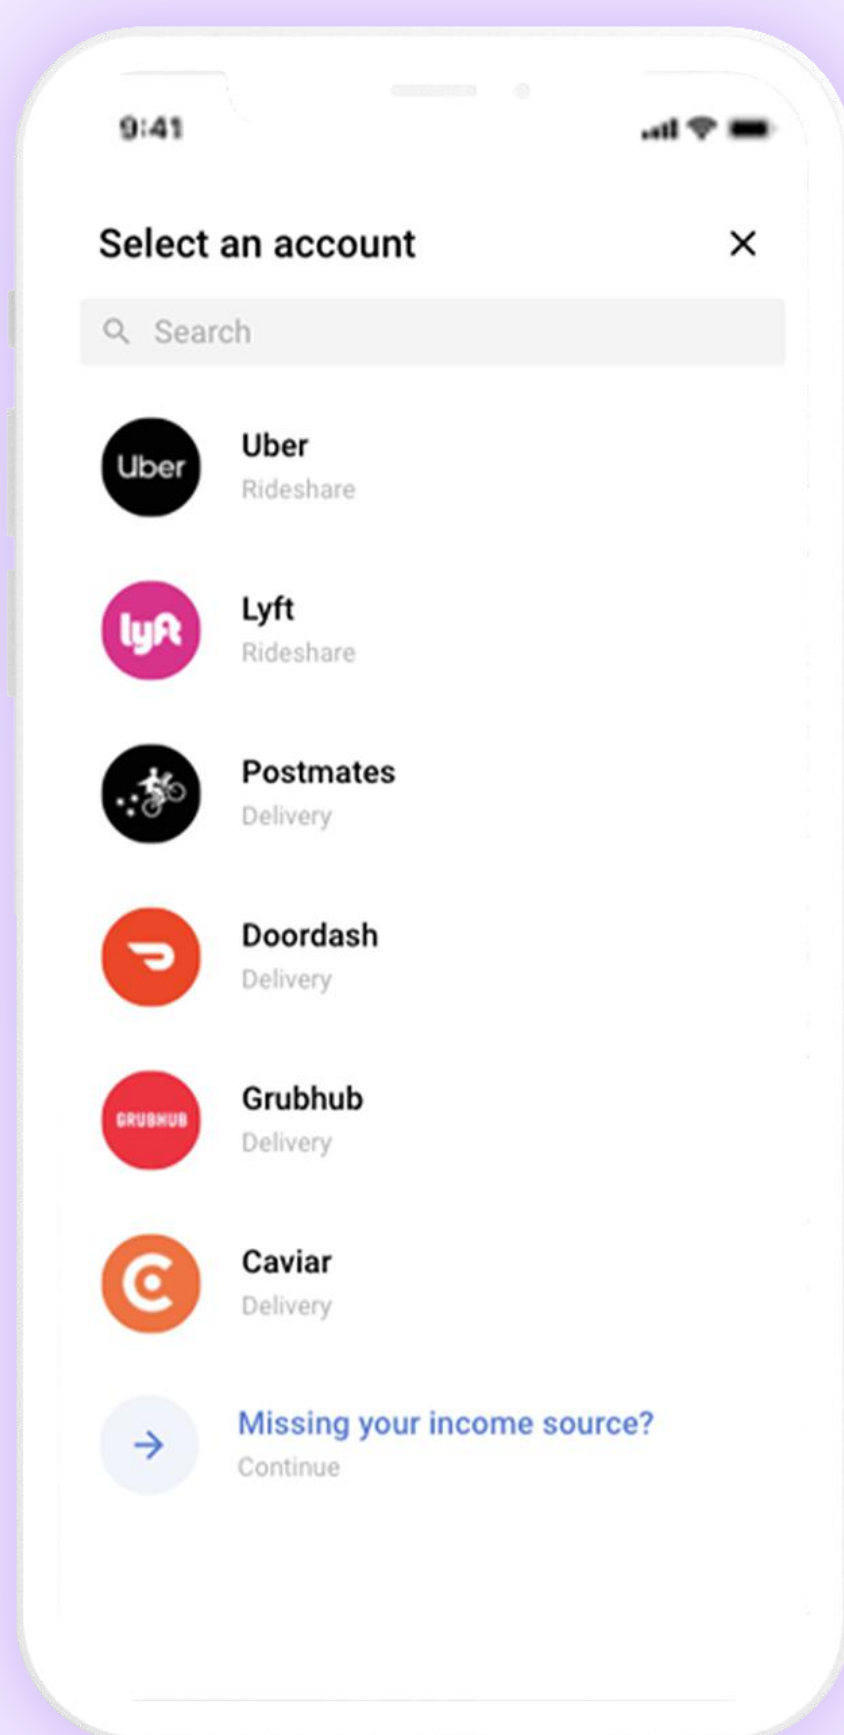 9:41
Select an account
Search
Uber
Uber
Rideshare
lyft
Lyft
Rideshare
Postmates
Delivery
Doordash
Delivery
GRUBHUB
Grubhub
Delivery
Caviar
Delivery
Missing your income source?
Continue